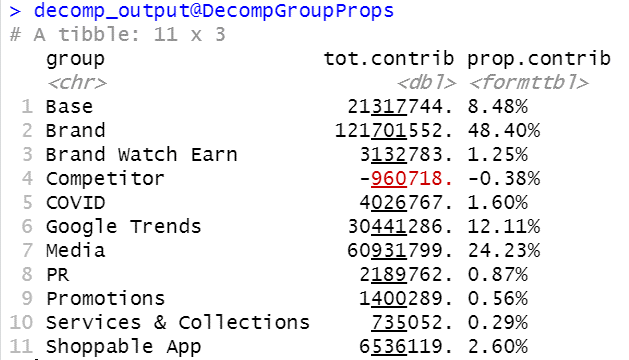 > decomp_output@DecompGroupProps
# A tibble: 11 x 3
   group                  tot.contrib prop.contrib
   <chr>                        <dbl> <formttbl>
 1 Base                     21317744. 8.48%
 2 Brand                   121701552. 48.40%
 3 Brand Watch Earn          3132783. 1.25%
 4 Competitor                -960718. -0.38%
 5 COVID                     4026767. 1.60%
 6 Google Trends            30441286. 12.11%
 7 Media                    60931799. 24.23%
 8 PR                        2189762. 0.87%
 9 Promotions                1400289. 0.56%
10 Services & Collections     735052. 0.29%
11 Shoppable App             6536119. 2.60%